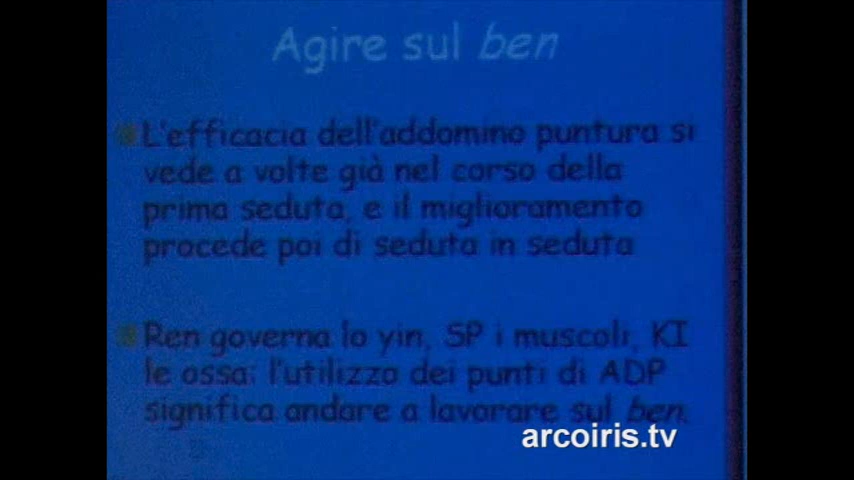 Agire sul ben
L'efficacia dell'addomino puntura si
vede a volte già nel corso della
prima seduta, e il miglioramento
procede poi di seduta in seduta
Ren governa lo yin, SP i muscoli, KI
le ossa: l'utilizzo dei punti di ADP
significa andare a lavorare sul ben.
arcoiris.tv